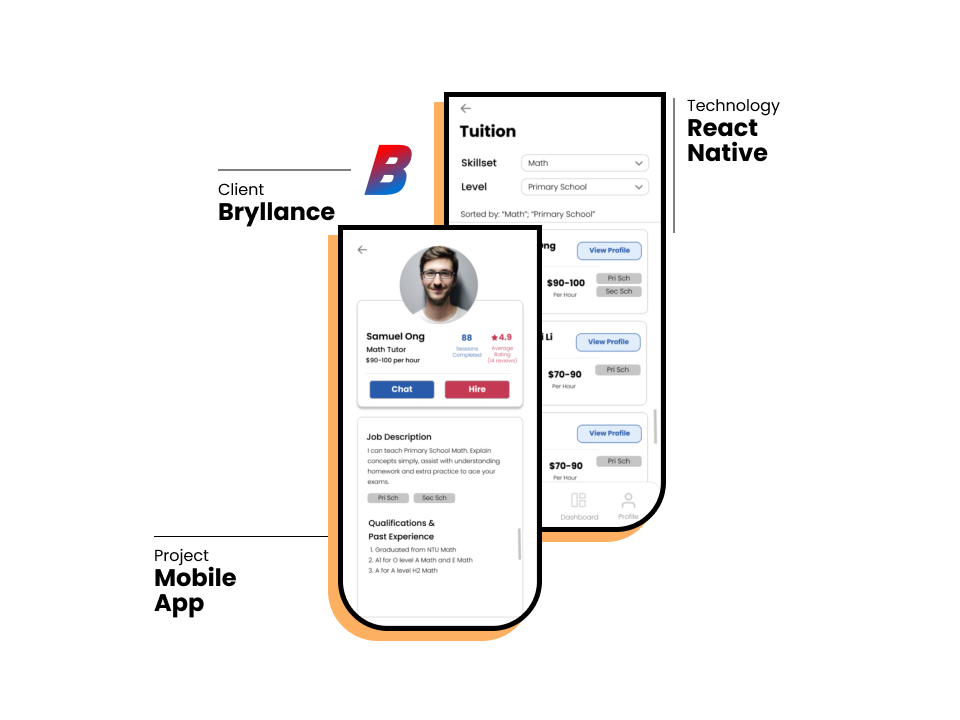 Technology
React
Native
Client
Bryllance
B
Tuition
Skillset
Math
Level
Primary School
Sorted by: “Math”; “Primary School”
ng
View Profile
$90-100
Per Hour
Pri Sch
Sec Sch
i Li
View Profile
$70-90
Per Hour
Pri Sch
View Profile
$70-90
Per Hour
Pri Sch
Dashboard
Profile
Samuel Ong
Math Tutor
$90-100 per hour
88
Sessions
Completed
★4.9
Average
Rating
(14 reviews)
Chat
Hire
Job Description
I can teach Primary School Math. Explain
concepts simply, assist with understanding
homework and extra practice to ace your
exams.
Pri Sch
Sec Sch
Qualifications &
Past Experience
1. Graduated from NTU Math
2. A1 for O level A Math and E Math
3. A for A level H2 Math
Project
Mobile
App